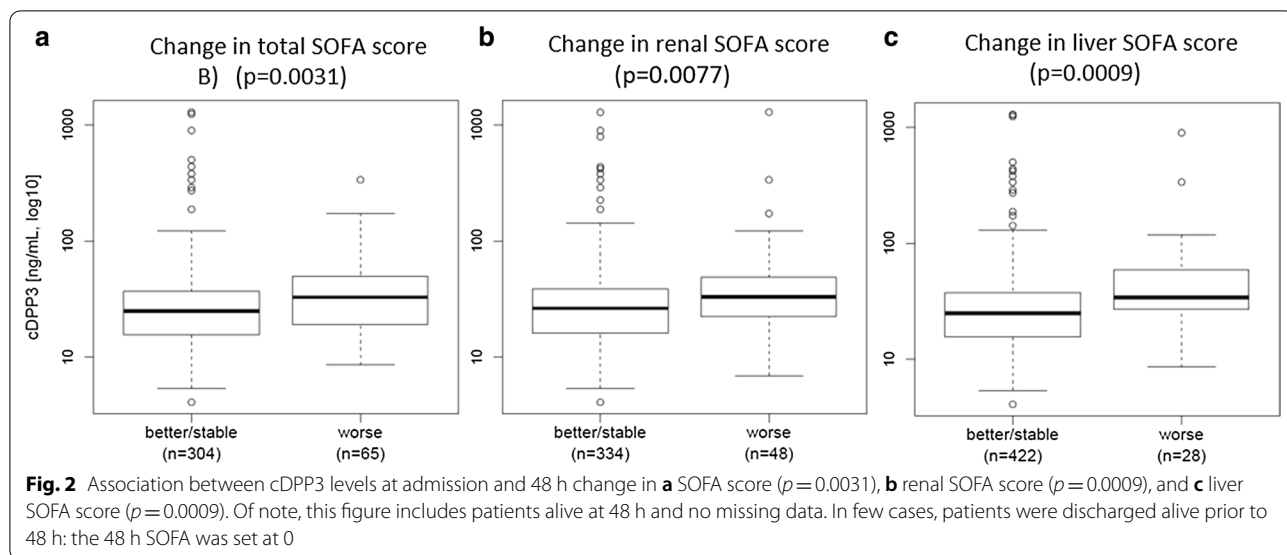 a
Change in total SOFA score
B) (p=0.0031)
b
Change in renal SOFA score
(p=0.0077)
c
Change in liver SOFA score
(p=0.0009)
cDPP3 [ng/mL, log10]
1000
100
10
better/stable
(n=304)
worse
(n=65)
1000
100
10
better/stable
(n=334)
worse
(n=48)
1000
100
10
better/stable
(n=422)
worse
(n=28)
Fig. 2 Association between cDPP3 levels at admission and 48 h change in a SOFA score (p = 0.0031), b renal SOFA score (p = 0.0009), and c liver
SOFA score (p = 0.0009). Of note, this figure includes patients alive at 48 h and no missing data. In few cases, patients were discharged alive prior to
48 h: the 48 h SOFA was set at 0